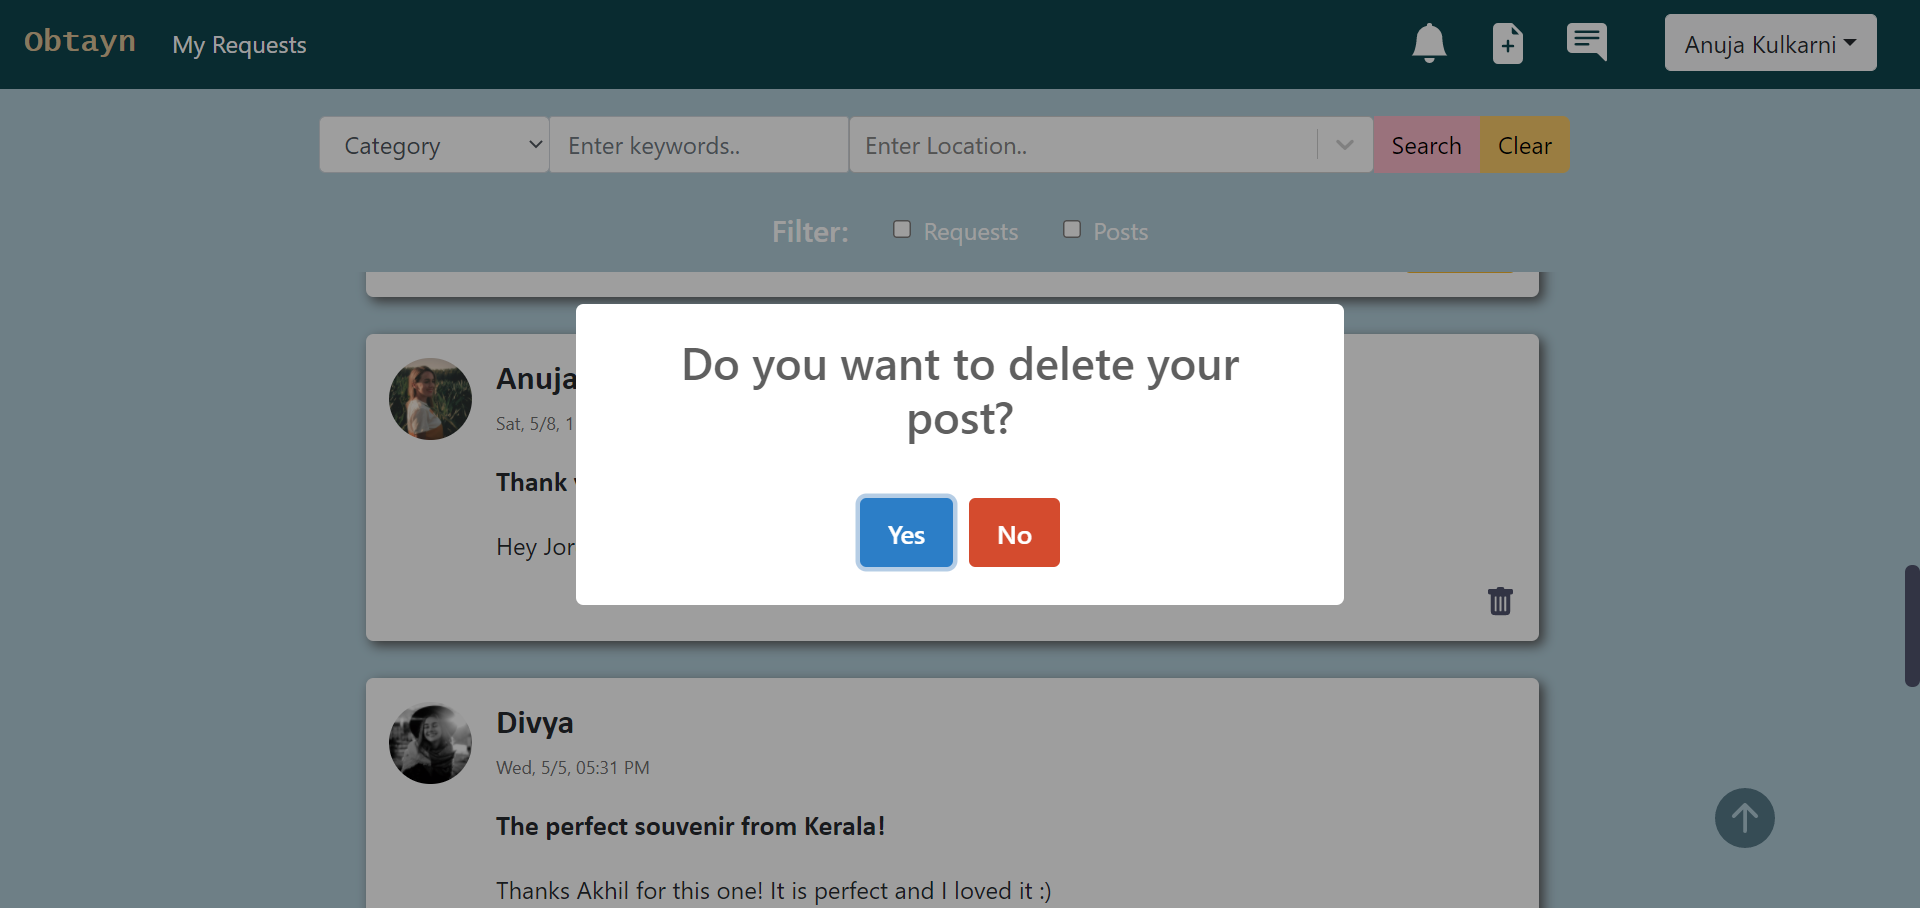 Obtayn My Requests Anuja Kulkarni
Category Enter keywords.. Enter Location.. Search Clear
Filter: Requests Posts
Do you want to delete your
post?
Yes No
Anuja
Sat, 5/8, 1
Thank
Hey Jor
Divya
Wed, 5/5, 05:31 PM
The perfect souvenir from Kerala!
Thanks Akhil for this one! It is perfect and I loved it :)